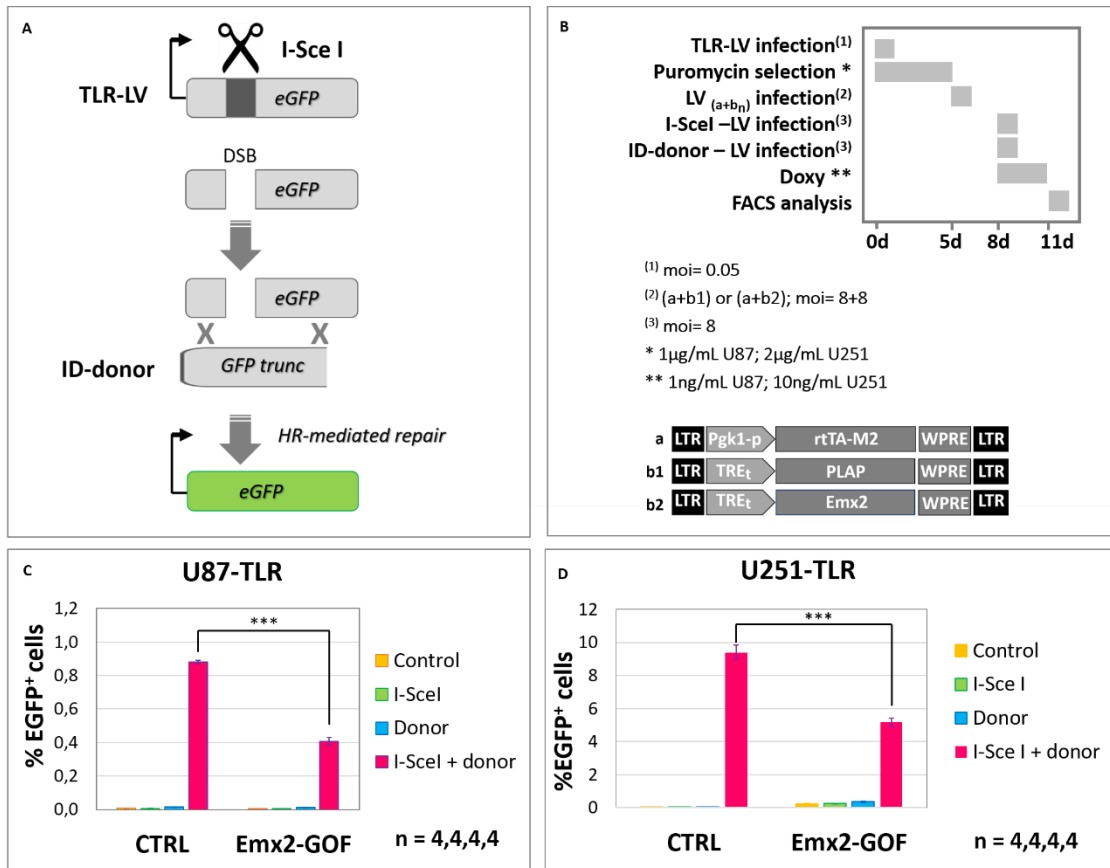 A
I-Sce I
TLR-LV
eGFP
DSB
eGFP
eGFP
X X
ID-donor
GFP trunc
HR-mediated repair
eGFP
B
TLR-LV infection(1)
Puromycin selection *
LV (a+bn) infection(2)
I-SceI –LV infection(3)
ID-donor – LV infection(3)
Doxy **
FACS analysis
0d 5d 8d 11d
(1) moi= 0.05
(2) (a+b1) or (a+b2); moi= 8+8
(3) moi= 8
* 1µg/mL U87; 2µg/mL U251
** 1ng/mL U87; 10ng/mL U251
a LTR Pgk1-p rtTA-M2 WPRE LTR
b1 LTR TREt PLAP WPRE LTR
b2 LTR TREt Emx2 WPRE LTR
C
U87-TLR
% EGFP+ cells
1,2
1,0
0,8
0,6
0,4
0,2
0,0
***
CTRL Emx2-GOF
Control
I-SceI
Donor
I-SceI + donor
n = 4,4,4,4
D
U251-TLR
%EGFP+ cells
12
10
8
6
4
2
0
***
CTRL Emx2-GOF
Control
I-Sce I
Donor
I-Sce I + donor
n = 4,4,4,4